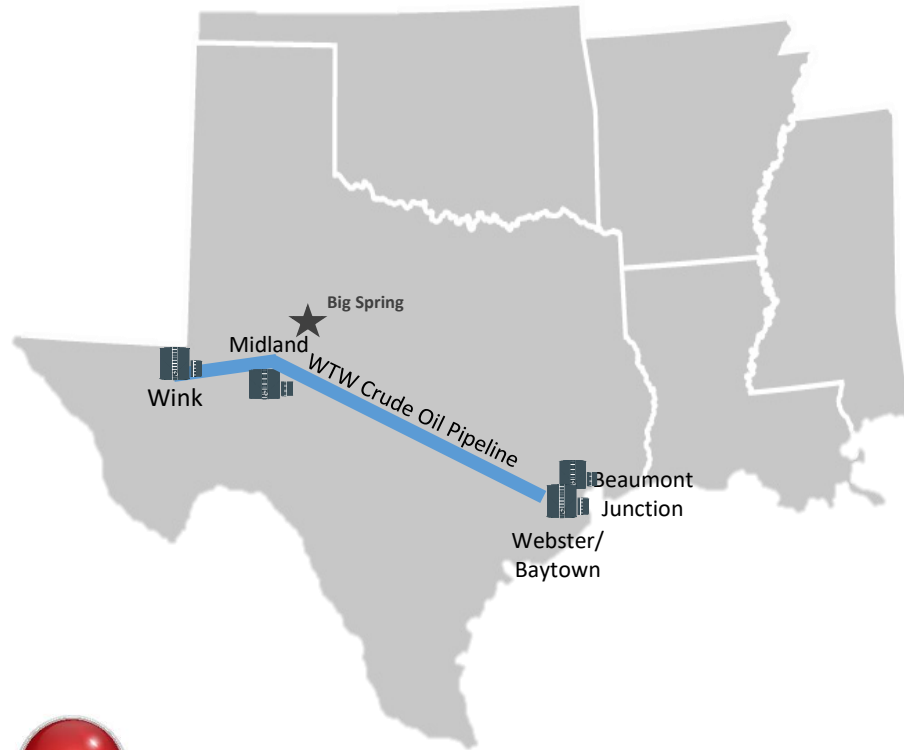 Big Spring
Midland
WTW Crude Oil Pipeline
Wink
Beaumont
Junction
Webster/
Baytown